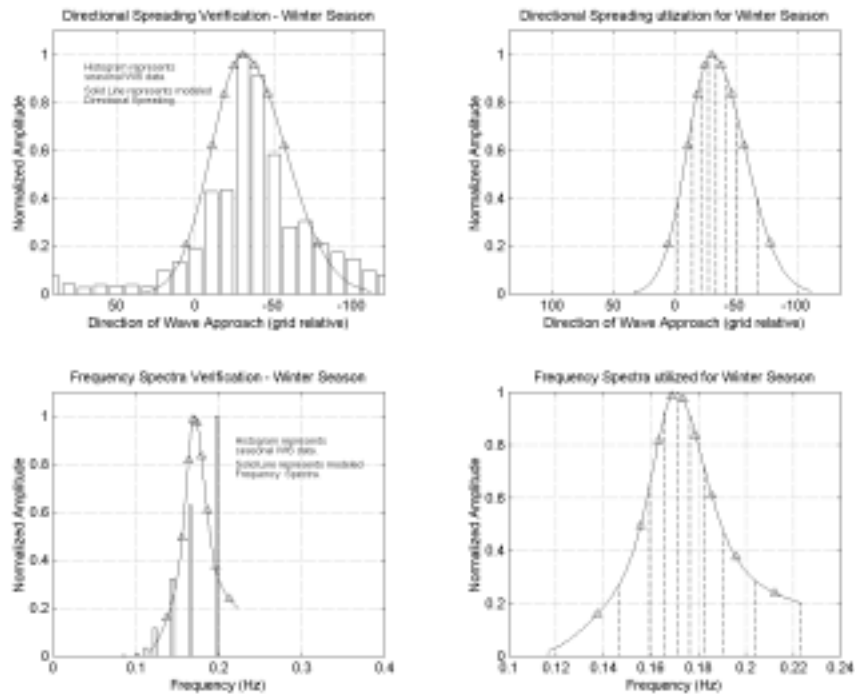 Directional Spreading Verification - Winter Season
Normalized Amplitude
1
0.8
0.6
0.4
0.2
0
Histogram represents
seasonal WIS data
Solid Line represents modeled
Directional Spreading
50
0
-50
-100
Direction of Wave Approach (grid relative)
Directional Spreading utlization for Winter Season
Normalized Amplitude
1
0.8
0.6
0.4
0.2
0
100
50
0
-50
-100
Direction of Wave Approach (grid relative)
Frequency Spectra Verification - Winter Season
Normalized Amplitude
1
0.8
0.6
0.4
0.2
0
Histogram represents
seasonal WIS data.
Solid Line represents modeled
Frequency Spectra
0
0.1
0.2
0.3
0.4
Frequency (Hz)
Frequency Spectra utilized for Winter Season
Normalized Amplitude
1
0.8
0.6
0.4
0.2
0
0.1
0.12
0.14
0.16
0.18
0.2
0.22
0.24
Frequency (Hz)